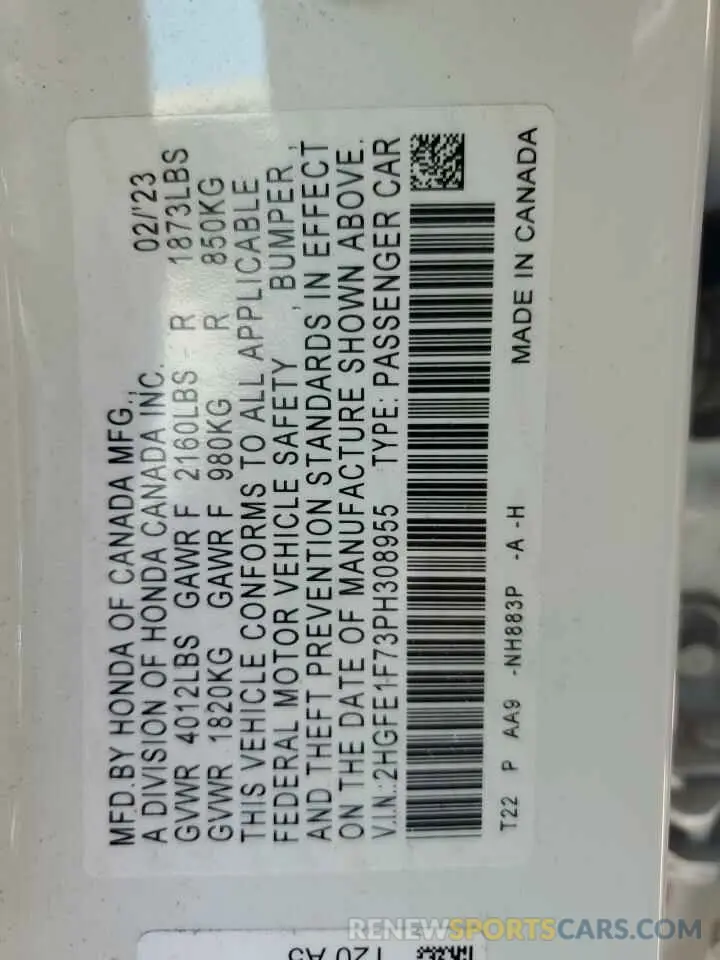 MFD.BY HONDA OF CANADA MFG.,
A DIVISION OF HONDA CANADA INC. 02/'23
GVWR 4012LBS GAWR F 2160LBS R 1873LBS
GVWR 1820KG GAWR F 980KG R 850KG
THIS VEHICLE CONFORMS TO ALL APPLICABLE
FEDERAL MOTOR VEHICLE SAFETY , BUMPER ,
AND THEFT PREVENTION STANDARDS IN EFFECT
ON THE DATE OF MANUFACTURE SHOWN ABOVE.
V.I.N.:2HGFE1F73PH308955 TYPE: PASSENGER CAR
T22 P AA9 -NH883P -A -H MADE IN CANADA
RENEWSPORTSCARS.COM